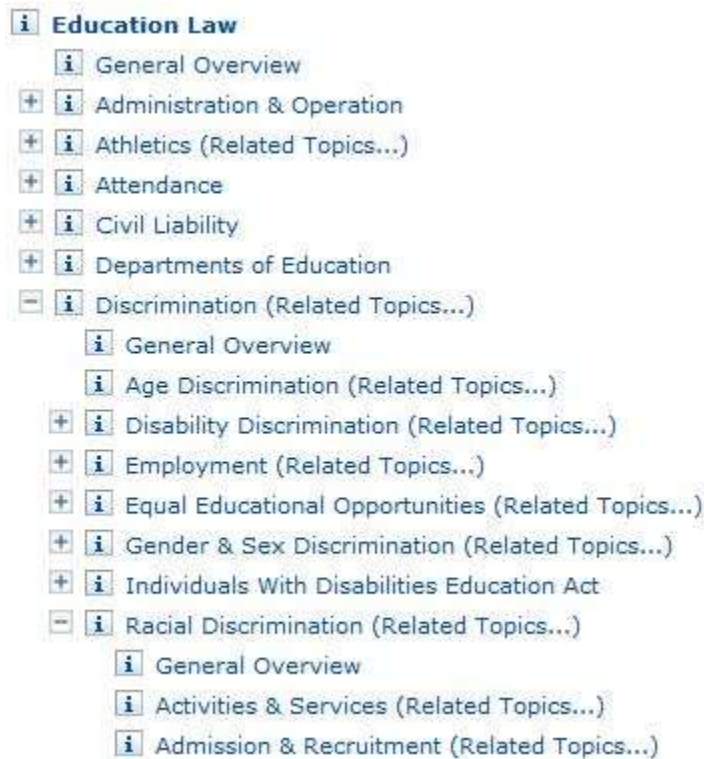 Education Law
General Overview
Administration & Operation
Athletics (Related Topics...)
Attendance
Civil Liability
Departments of Education
Discrimination (Related Topics...)
General Overview
Age Discrimination (Related Topics...)
Disability Discrimination (Related Topics...)
Employment (Related Topics...)
Equal Educational Opportunities (Related Topics...)
Gender & Sex Discrimination (Related Topics...)
Individuals With Disabilities Education Act
Racial Discrimination (Related Topics...)
General Overview
Activities & Services (Related Topics...)
Admission & Recruitment (Related Topics...)